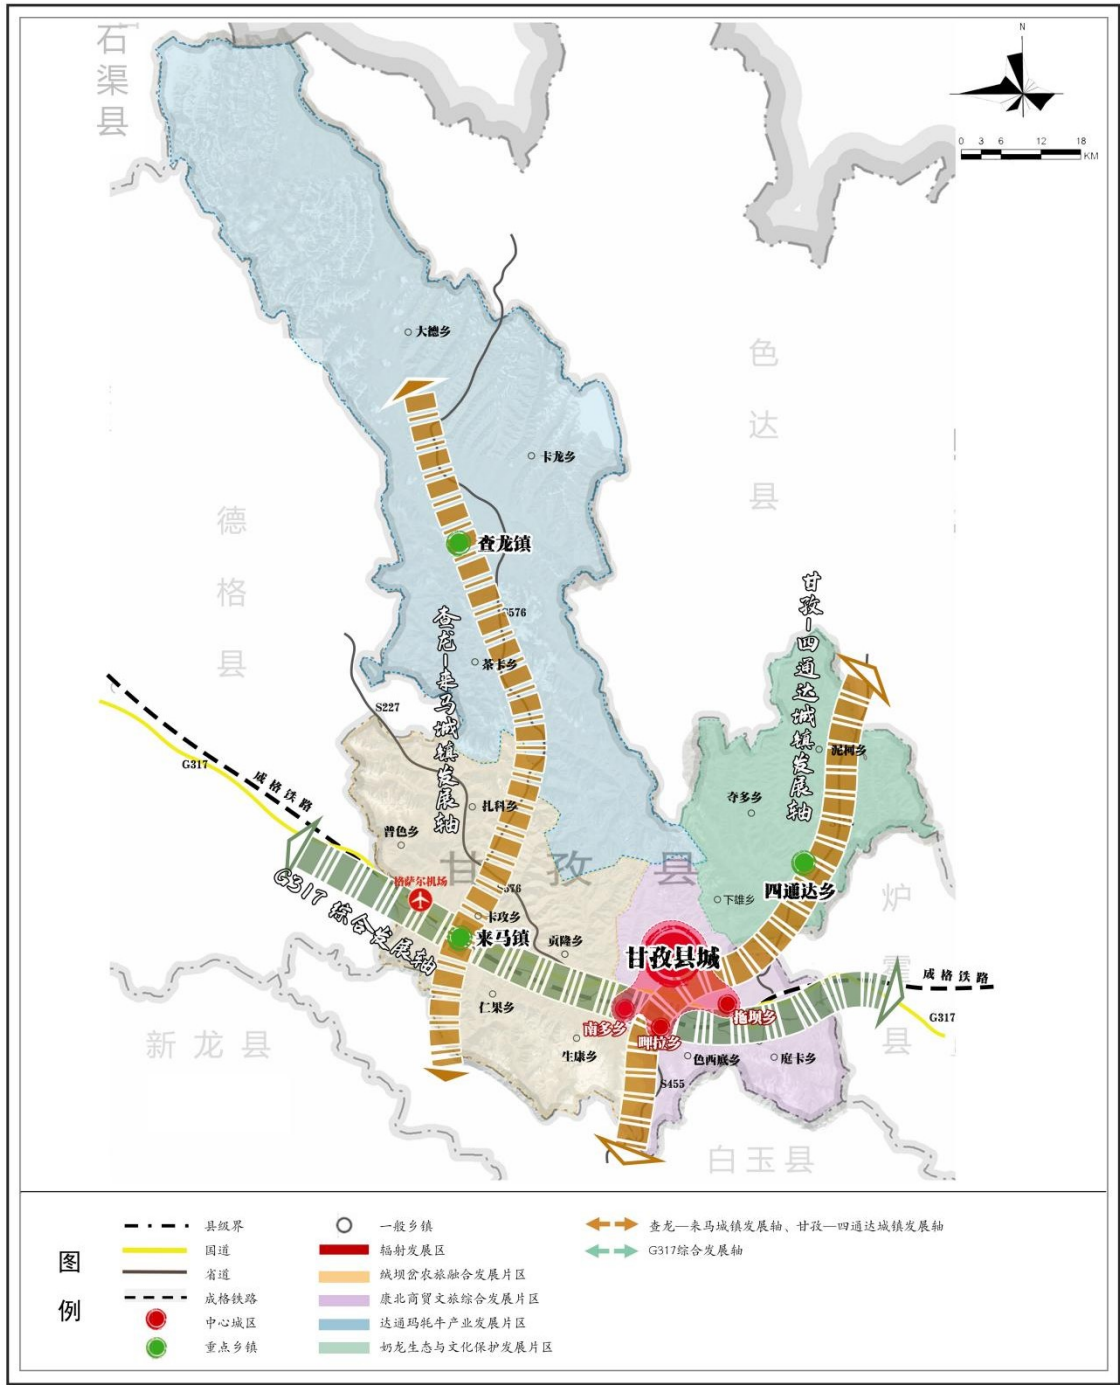 石渠县
N
0 3 6 12 18
KM
大德乡
色达县
卡龙乡
德格县
查龙镇
甘孜-四通达城镇发展轴
查龙-来马城镇发展轴
茶卡乡
S227
泥柯乡
G317
成格铁路
夺多乡
扎科乡
普色乡
甘孜县
四通达乡
格萨尔机场
下雄乡
炉霍县
G317 综合发展轴
卡攻乡
来马镇
贡隆乡
甘孜县城
成格铁路
仁果乡
南多乡
呷拉乡
拖坝乡
G317
新龙县
生康乡
色西底乡
庭卡乡
S455
白玉县
图例
县级界
国道
省道
成格铁路
中心城区
重点乡镇
一般乡镇
辐射发展区
绒坝岔农旅融合发展片区
康北商贸文旅综合发展片区
达通玛牦牛产业发展片区
奶龙生态与文化保护发展片区
查龙—来马城镇发展轴、甘孜—四通达城镇发展轴
G317综合发展轴